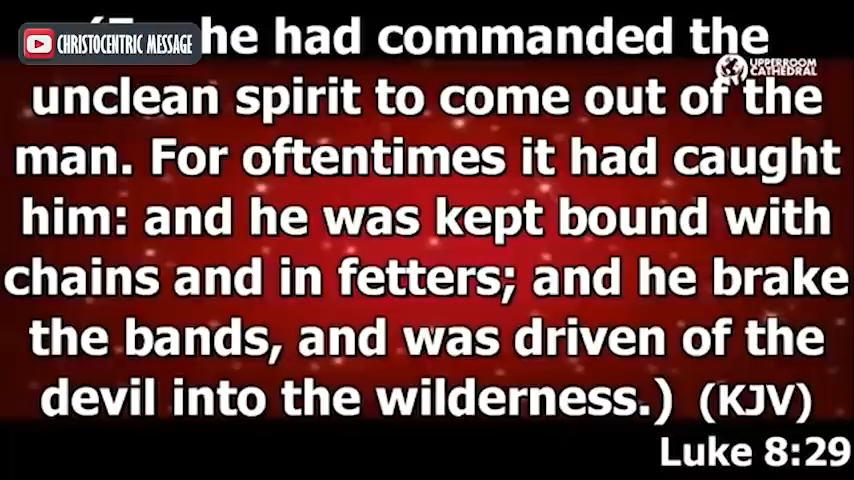 CHRISTOCENTRIC MESSAGE
he had commanded the
UPPERROOM
CATHEDRAL
unclean spirit to come out of the
man. For oftentimes it had caught
him: and he was kept bound with
chains and in fetters; and he brake
the bands, and was driven of the
devil into the wilderness.) (KJV)
Luke 8:29